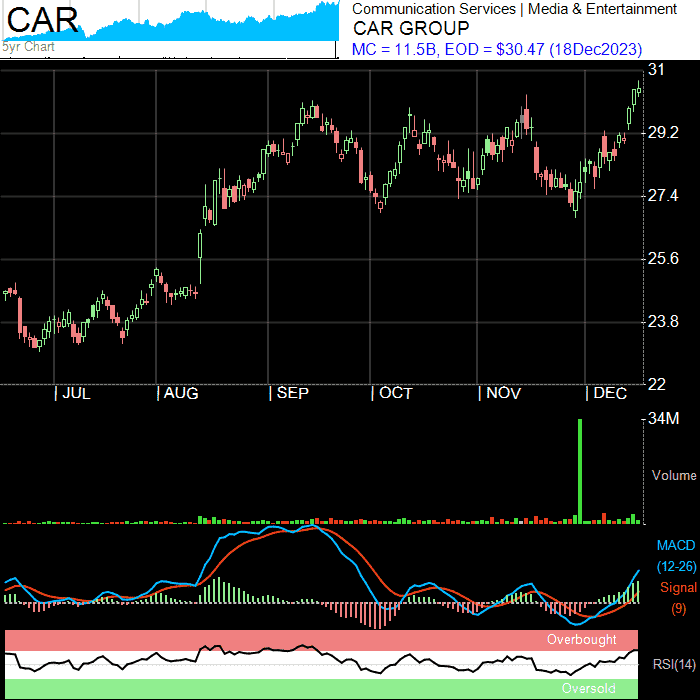 CAR
5yr Chart
Communication Services | Media & Entertainment
CAR GROUP
MC = 11.5B, EOD = $30.47 (18Dec2023)
31
29.2
27.4
25.6
23.8
22
| JUL | AUG | SEP | OCT | NOV | DEC
34M
Volume
MACD
(12-26)
Signal
(9)
Overbought
RSI(14)
Oversold